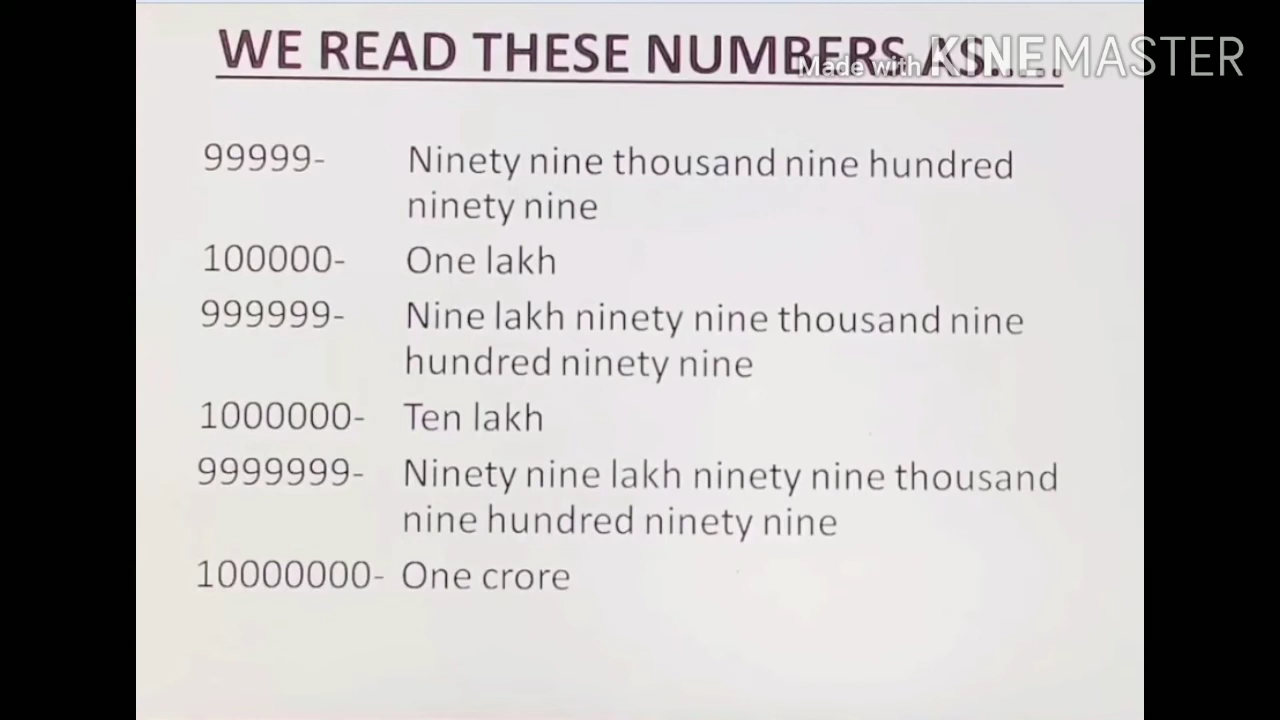 WE READ THESE NUMBERS AS.....
Made with KINEMASTER
99999- Ninety nine thousand nine hundred
ninety nine
100000- One lakh
999999- Nine lakh ninety nine thousand nine
hundred ninety nine
1000000- Ten lakh
9999999- Ninety nine lakh ninety nine thousand
nine hundred ninety nine
10000000- One crore